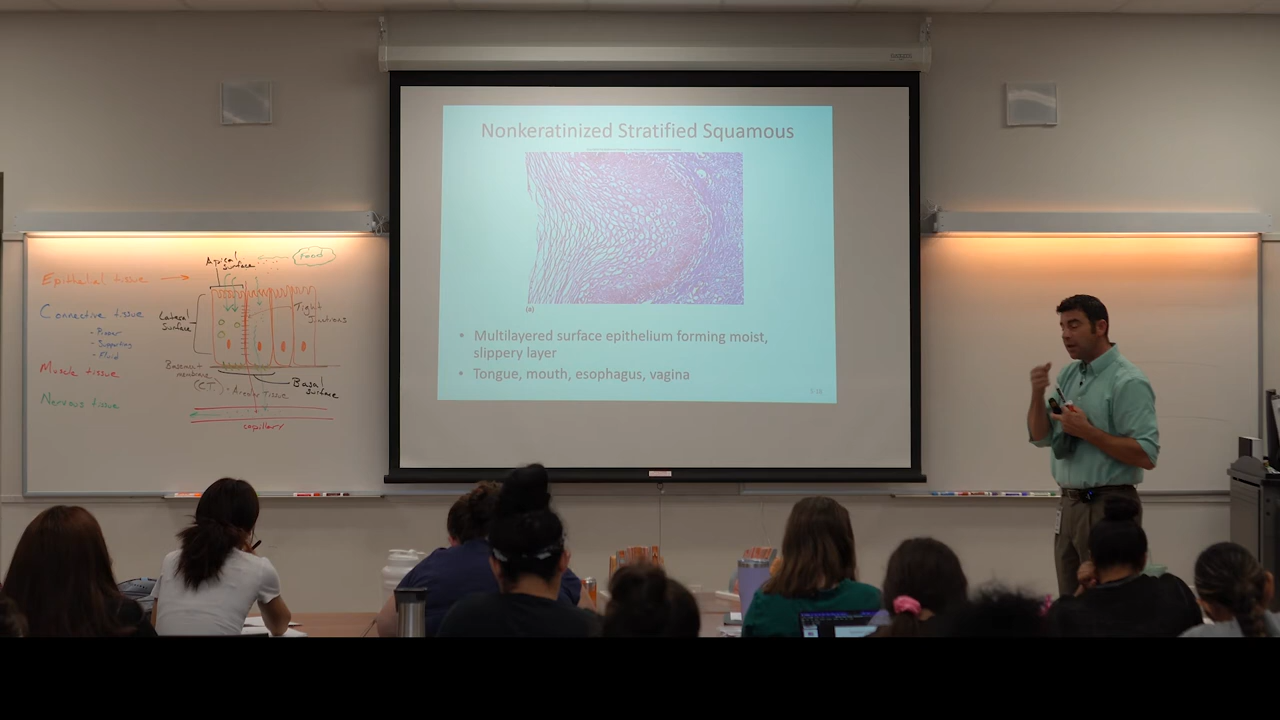 Nonkeratinized Stratified Squamous
(a)
• Multilayered surface epithelium forming moist,
slippery layer
• Tongue, mouth, esophagus, vagina
Epithelial tissue
Connective tissue
- Linear
- Supporting
- Fluid
Muscle tissue
Nervous tissue
Apical
Surface
Food
Lateral
Surface
Tight
Junctions
Basement
membrane
(CT) - Areolar Tissue
Basal
Surface
capillary